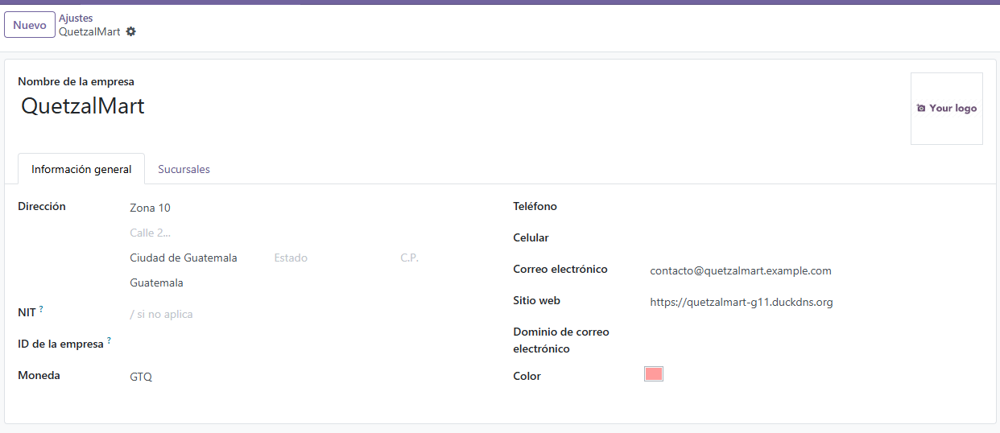 Nuevo
Ajustes
QuetzalMart
Nombre de la empresa
QuetzalMart
Your logo
Información general
Sucursales
Dirección
Zona 10
Calle 2...
Ciudad de Guatemala Estado C.P.
Guatemala
NIT ?
/ si no aplica
ID de la empresa ?
Moneda
GTQ
Teléfono
Celular
Correo electrónico
contacto@quetzalmart.example.com
Sitio web
https://quetzalmart-g11.duckdns.org
Dominio de correo
electrónico
Color